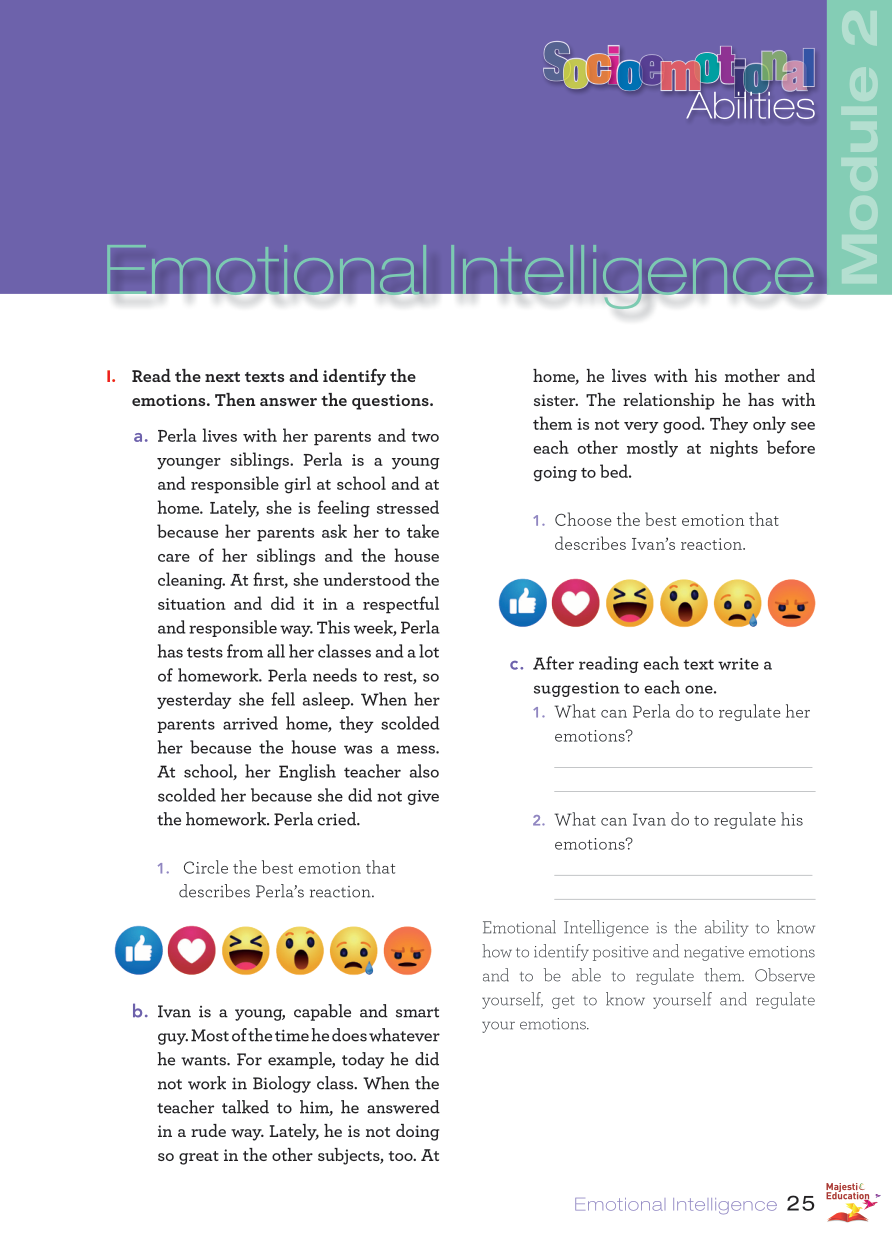 Socioemotional
Abilities
Module 2
Emotional Intelligence
I. Read the next texts and identify the
emotions. Then answer the questions.
a. Perla lives with her parents and two
younger siblings. Perla is a young
and responsible girl at school and at
home. Lately, she is feeling stressed
because her parents ask her to take
care of her siblings and the house
cleaning. At first, she understood the
situation and did it in a respectful
and responsible way. This week, Perla
has tests from all her classes and a lot
of homework. Perla needs to rest, so
yesterday she fell asleep. When her
parents arrived home, they scolded
her because the house was a mess.
At school, her English teacher also
scolded her because she did not give
the homework. Perla cried.
1. Circle the best emotion that
describes Perla's reaction.
b. Ivan is a young, capable and smart
guy. Most of the time he does whatever
he wants. For example, today he did
not work in Biology class. When the
teacher talked to him, he answered
in a rude way. Lately, he is not doing
so great in the other subjects, too. At
home, he lives with his mother and
sister. The relationship he has with
them is not very good. They only see
each other mostly at nights before
going to bed.
1. Choose the best emotion that
describes Ivan's reaction.
c. After reading each text write a
suggestion to each one.
1. What can Perla do to regulate her
emotions?
2. What can Ivan do to regulate his
emotions?
Emotional Intelligence is the ability to know
how to identify positive and negative emotions
and to be able to regulate them. Observe
yourself, get to know yourself and regulate
your emotions.
Emotional Intelligence 25
Majestic
Education